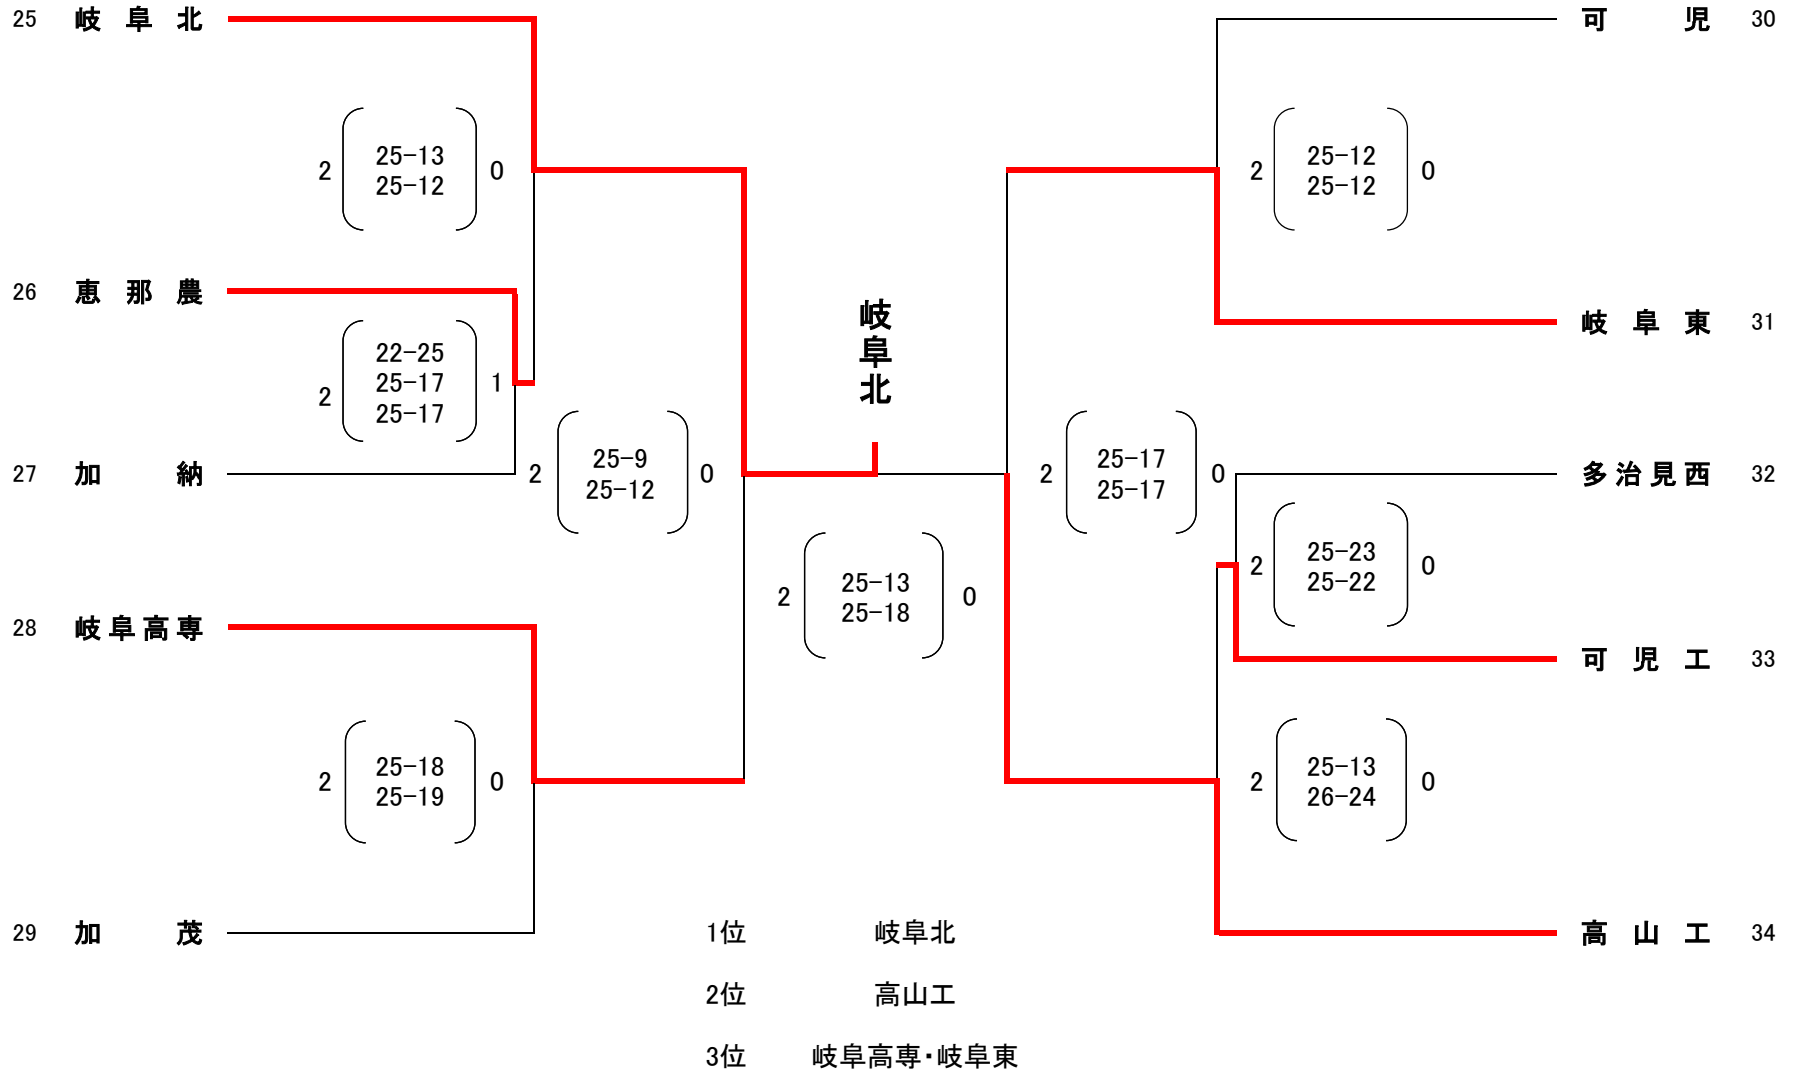 25 岐阜北
2 25-13 0
25-12
26 恵那農
22-25
2 25-17 1
25-17
27 加納
2 25-9 0
25-12
28 岐阜高専
2 25-18 0
25-19
29 加茂
岐阜北
2 25-13 0
25-18
可児 30
2 25-12 0
25-12
岐阜東 31
2 25-17 0
25-17
多治見西 32
2 25-23 0
25-22
可児工 33
2 25-13 0
26-24
高山工 34
1位 岐阜北
2位 高山工
3位 岐阜高専・岐阜東